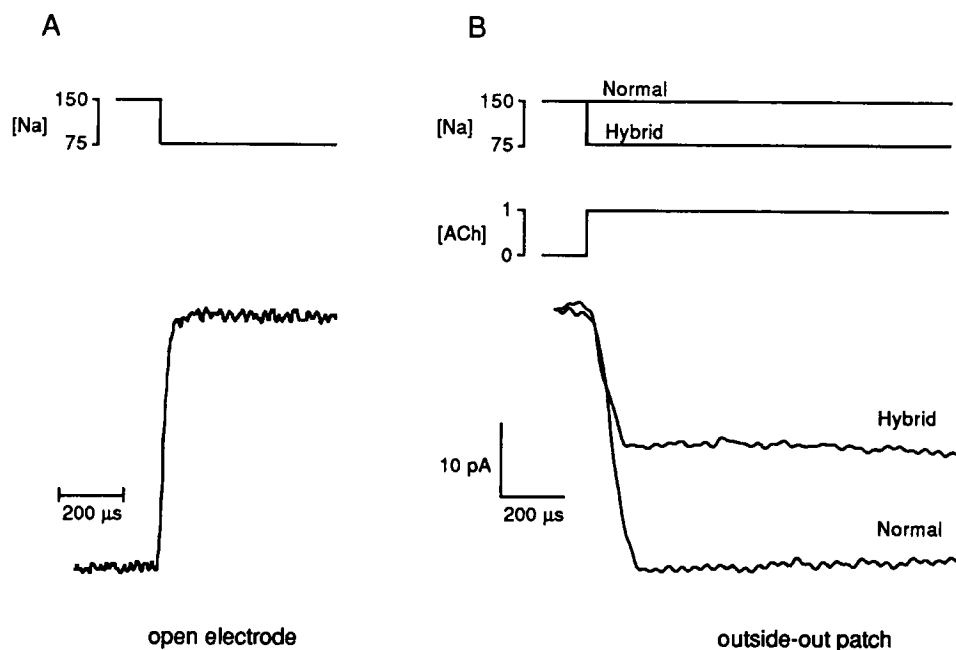 A
150
[Na]
75
200 µs
open electrode
B
Normal
150
[Na]
Hybrid
75
1
[ACh]
0
Hybrid
10 pA
200 µs
Normal
outside-out patch